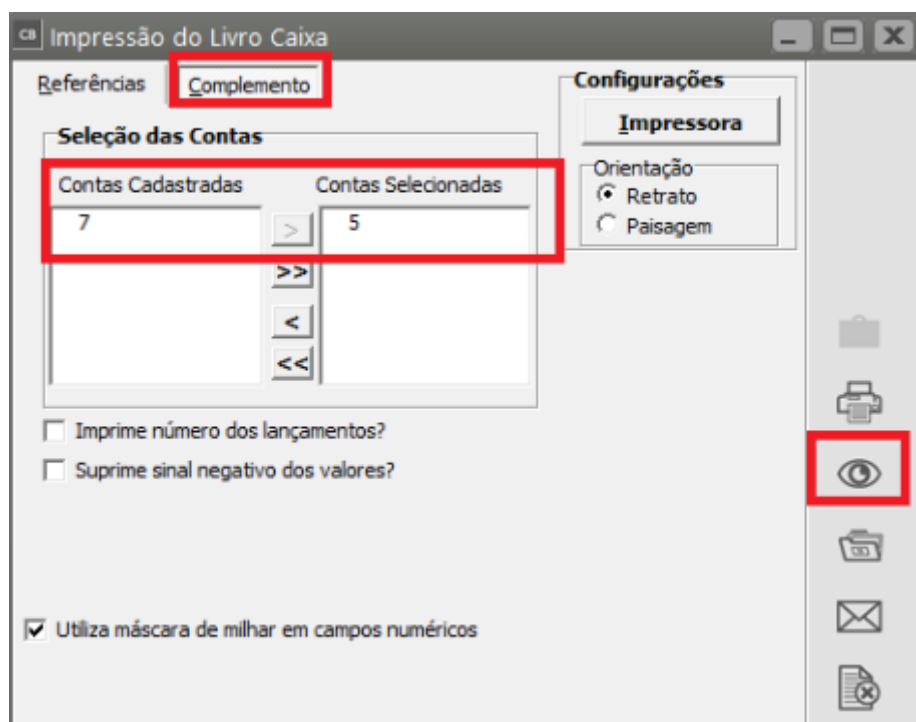 CB Impressão do Livro Caixa
Referências Complemento
Configurações
Impressora
Orientação
Retrato
Paisagem
Seleção das Contas
Contas Cadastradas Contas Selecionadas
7 > 5
>>
<
<<
Imprime número dos lançamentos?
Suprime sinal negativo dos valores?
Utiliza máscara de milhar em campos numéricos